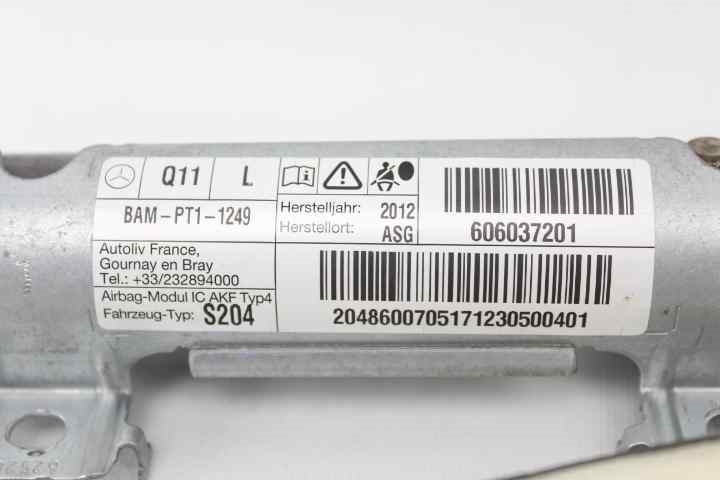 Q11 L
BAM-PT1-1249
Autoliv France,
Gournay en Bray
Tel.: +33/232894000
Airbag-Modul IC AKF Typ4
Fahrzeug-Typ: S204
Herstelljahr: 2012
Herstellort: ASG
606037201
2048600705171230500401